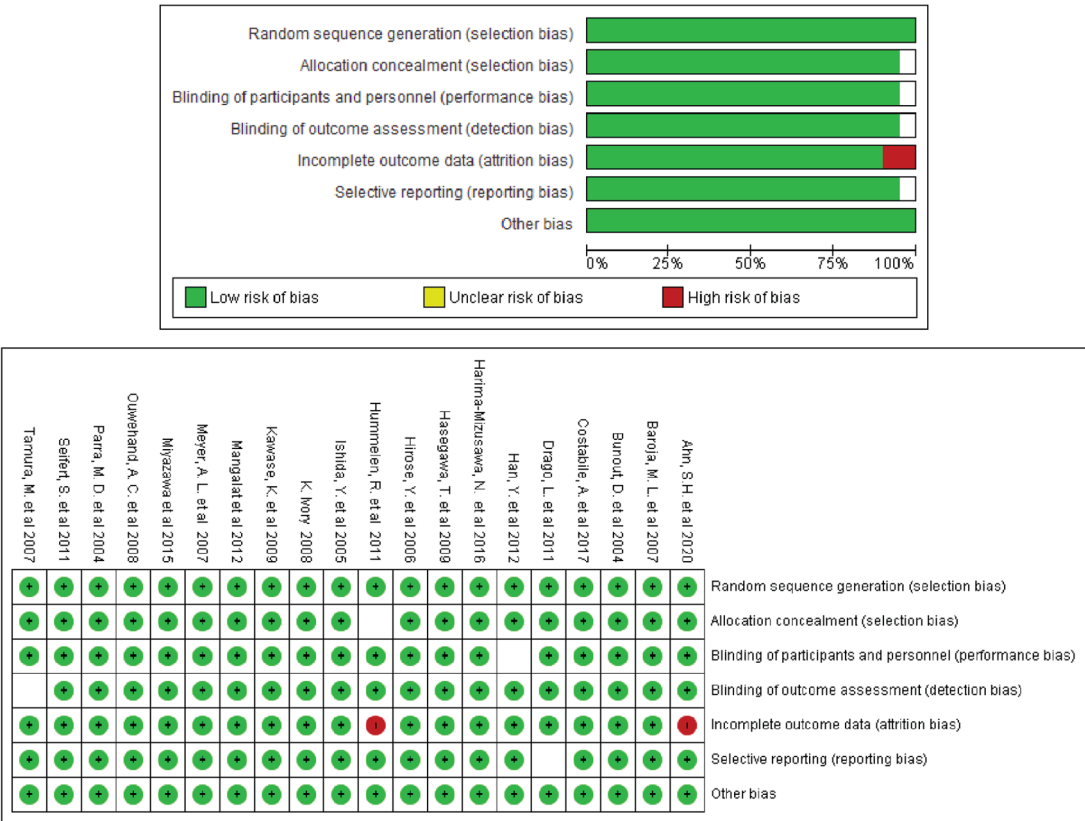 Random sequence generation (selection bias)
Allocation concealment (selection bias)
Blinding of participants and personnel (performance bias)
Blinding of outcome assessment (detection bias)
Incomplete outcome data (attrition bias)
Selective reporting (reporting bias)
Other bias
0% 25% 50% 75% 100%
Low risk of bias Unclear risk of bias High risk of bias
Tamura, M. et al 2007
Seifert, S. et al 2011
Parra, M. D. et al 2004
Ouwehand, A. C. et al 2008
Miyazawa et al 2015
Meyer, A. L. et al 2007
Mangalat et al 2012
Kawase, K. et al 2009
K. Ivory 2008
Ishida, Y. et al 2005
Hummelen, R. et al 2011
Hirose, Y. et al 2006
Hasegawa, T. et al 2009
Harima-Mizusawa, N. et al 2016
Han, Y. et al 2012
Drago, L. et al 2011
Costabile, A. et al 2017
Bunout, D. et al 2004
Baroja, M. L. et al 2007
Ahn, S.H. et al 2020
+ + + + + + + + + + + + + + + + + + + + Random sequence generation (selection bias)
+ + + + + + + + + + + + + + + + + + + Allocation concealment (selection bias)
+ + + + + + + + + + + + + + + + + + + Blinding of participants and personnel (performance bias)
+ + + + + + + + + + + + + + + + + + + Blinding of outcome assessment (detection bias)
+ + + + + + + + + + - + + + + + + + + - Incomplete outcome data (attrition bias)
+ + + + + + + + + + + + + + + + + + + Selective reporting (reporting bias)
+ + + + + + + + + + + + + + + + + + + + Other bias